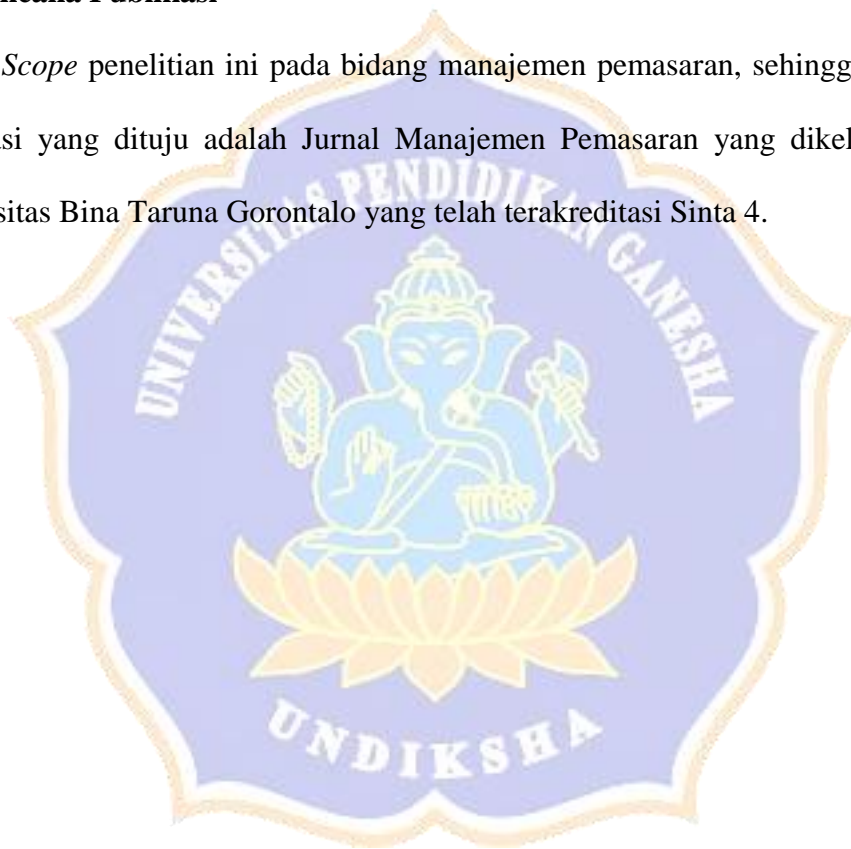 Scope penelitian ini pada bidang manajemen pemasaran, sehingg
asi yang dituju adalah Jurnal Manajemen Pemasaran yang dikel
sitas Bina Taruna Gorontalo yang telah terakreditasi Sinta 4.
UNIVERSITAS PENDIDIKAN GANESHA
UNDIKSHA